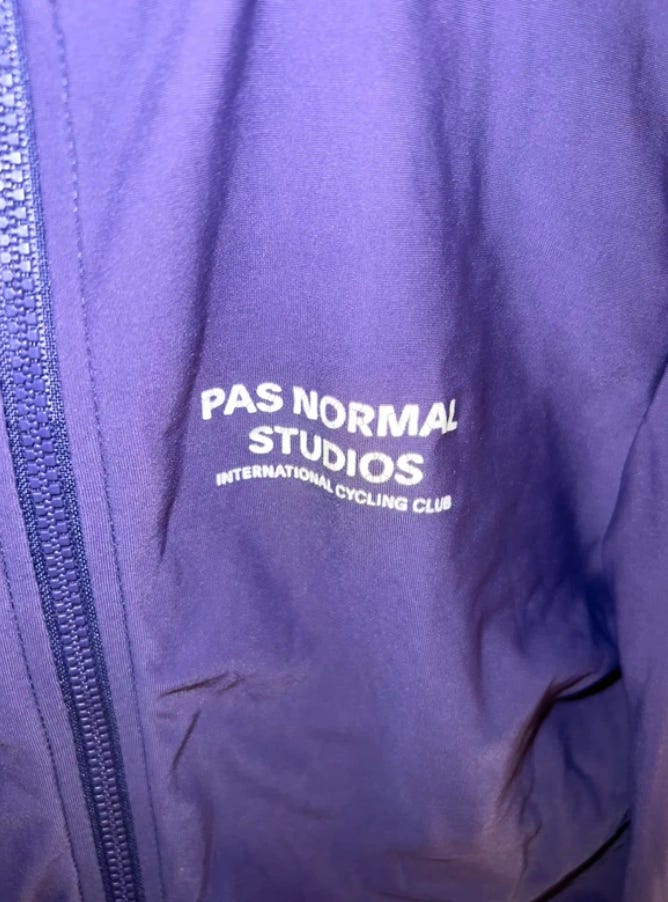 PAS NORMAL
STUDIOS
INTERNATIONAL CYCLING CLUB